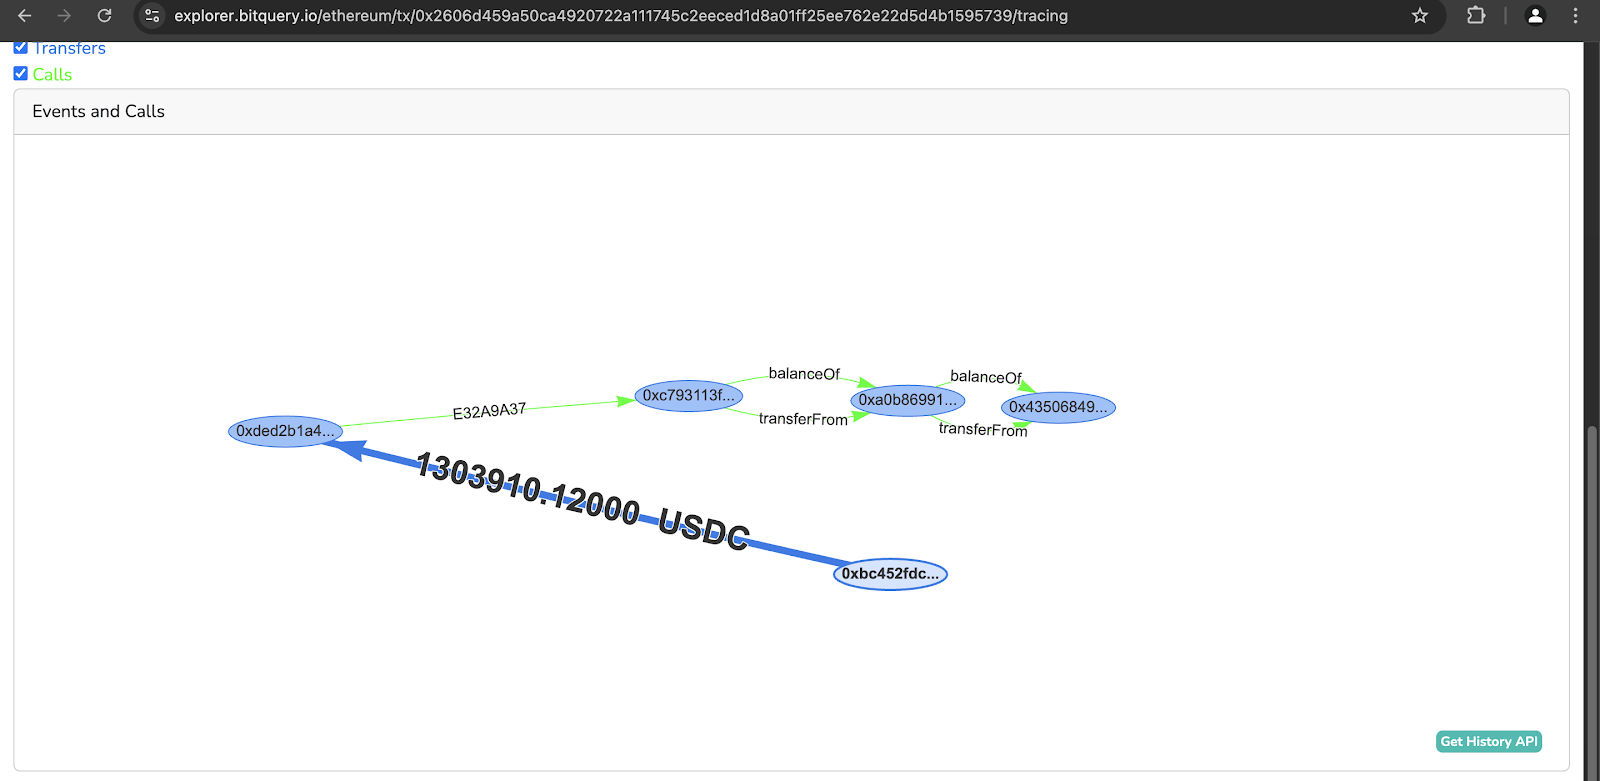 explorer.bitquery.io/ethereum/tx/0x2606d459a50ca4920722a111745c2eeced1d8a01ff25ee762e22d5d4b1595739/tracing
Transfers
Calls
Events and Calls
balanceOf
balanceOf
0xc793113f...
0xa0b86991...
0x43506849...
E32A9A37
transferFrom
transferFrom
0xded2b1a4...
1303910.12000 USDC
0xbc452fdc...
Get History API